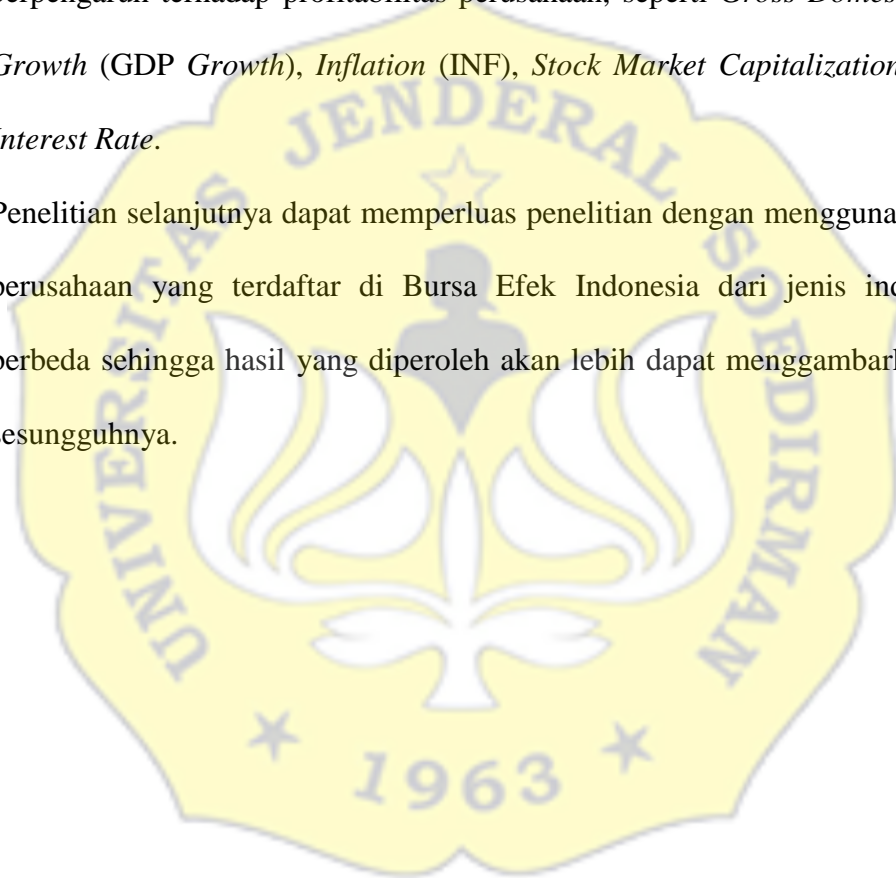 berpengaruh terhadap profitabilitas perusahaan, seperti Gross Domes
Growth (GDP Growth), Inflation (INF), Stock Market Capitalization
Interest Rate.
Penelitian selanjutnya dapat memperluas penelitian dengan mengguna
perusahaan yang terdaftar di Bursa Efek Indonesia dari jenis ind
berbeda sehingga hasil yang diperoleh akan lebih dapat menggambar
sesungguhnya.
UNIVERSITAS JENDERAL SOEDIRMAN
1963